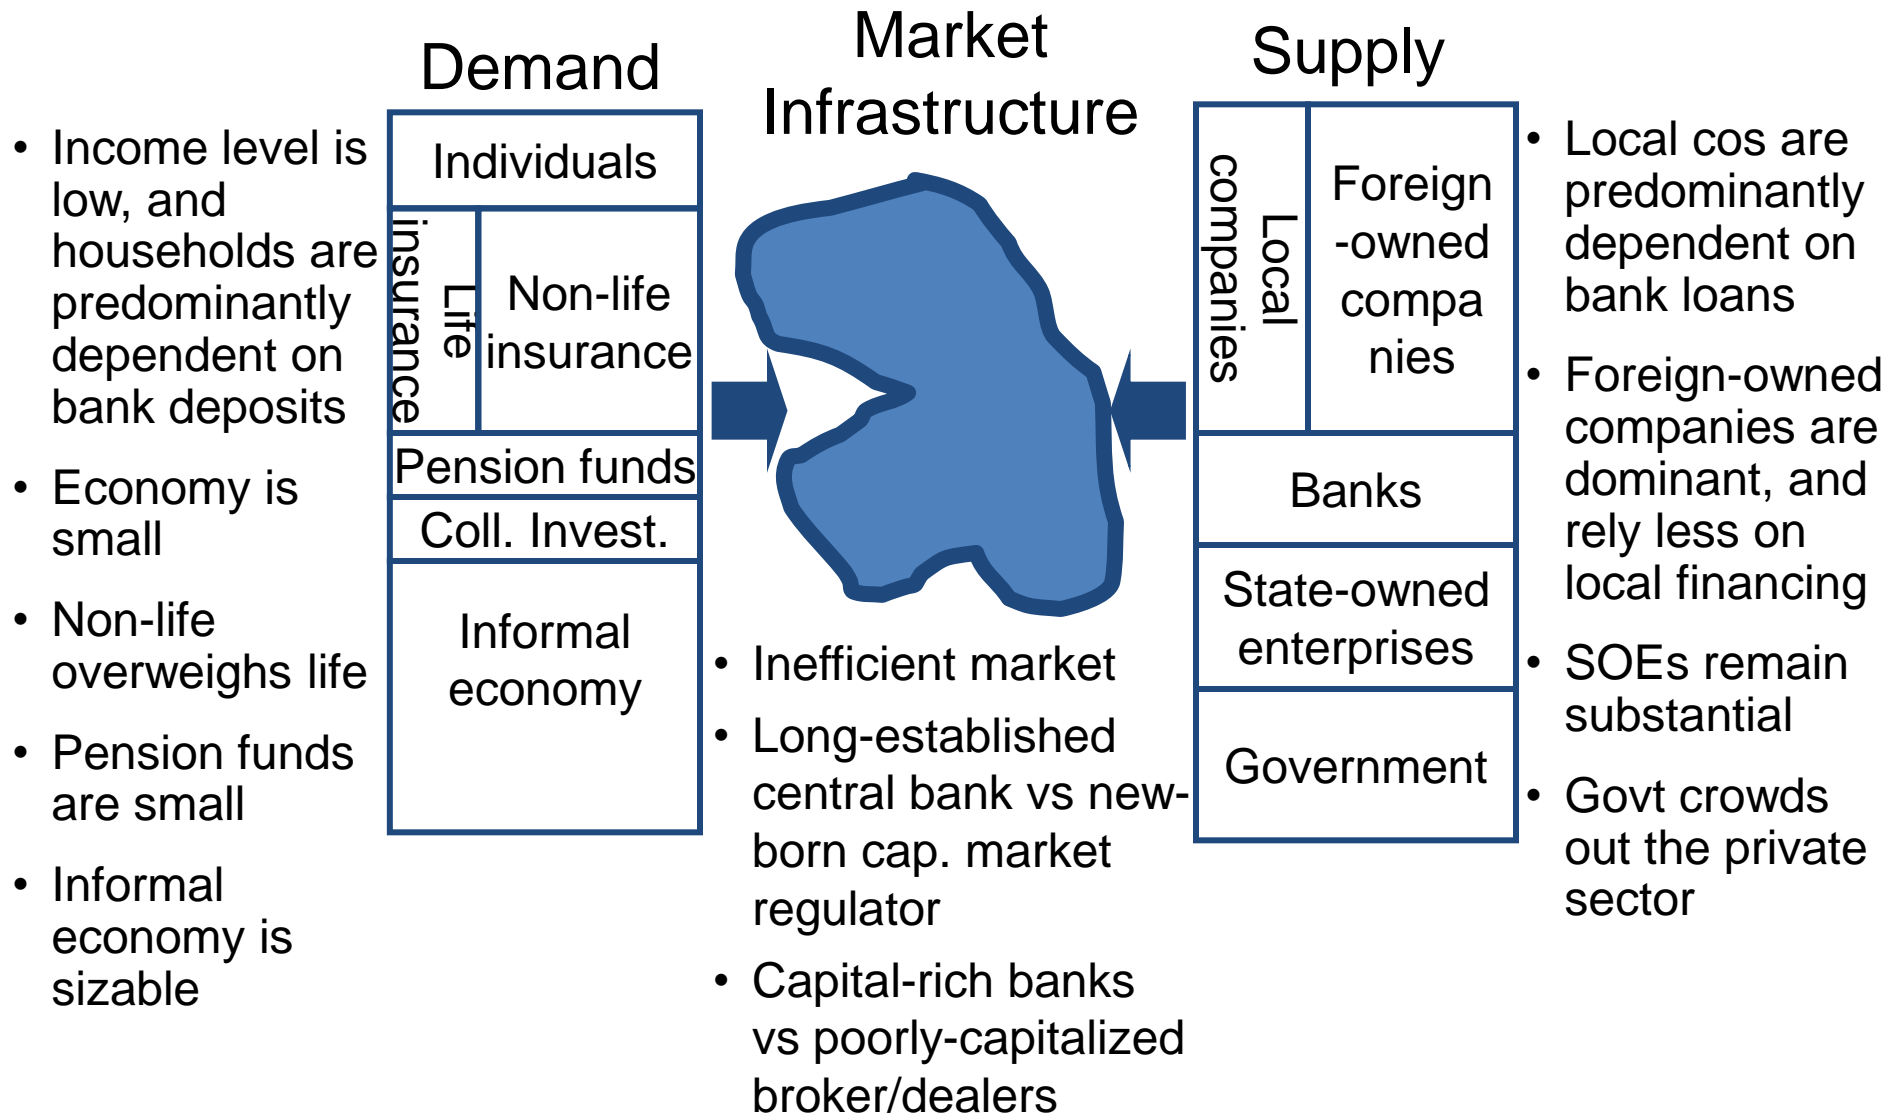 Demand
Market
Infrastructure
Supply
• Income level is
low, and
households are
predominantly
dependent on
bank deposits
• Economy is
small
• Non-life
overweighs life
• Pension funds
are small
• Informal
economy is
sizable
Individuals
Life
insurance
Non-life
insurance
Pension funds
Coll. Invest.
Informal
economy
• Inefficient market
• Long-established
central bank vs new-
born cap. market
regulator
• Capital-rich banks
vs poorly-capitalized
broker/dealers
Local
companies
Foreign
-owned
compa
nies
Banks
State-owned
enterprises
Government
• Local cos are
predominantly
dependent on
bank loans
• Foreign-owned
companies are
dominant, and
rely less on
local financing
• SOEs remain
substantial
• Govt crowds
out the private
sector